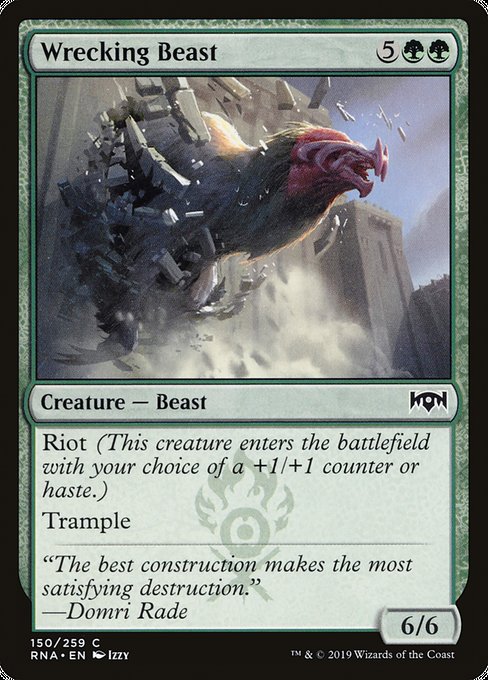 Wrecking Beast 5
Creature — Beast
Riot (This creature enters the battlefield
with your choice of a +1/+1 counter or
haste.)
Trample
“The best construction makes the most
satisfying destruction.”
—Domri Rade
6/6
150/259 C
RNA • EN Izzy
™ & © 2019 Wizards of the Coast